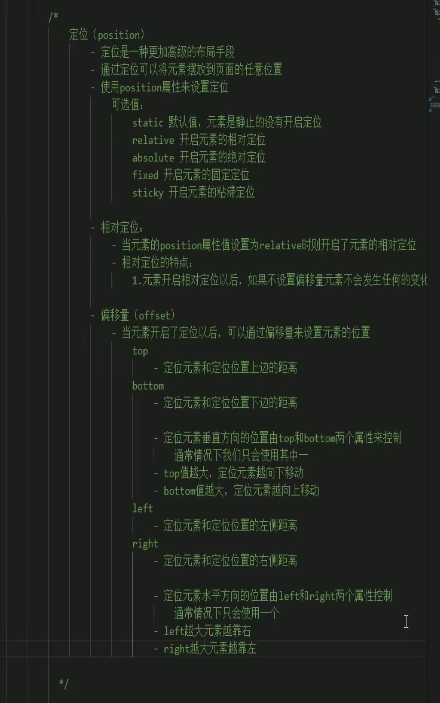 /*
定位（position）
- 定位是一种更加高级的布局手段
- 通过定位可以将元素摆放到页面的任意位置
- 使用position属性来设置定位
可选值：
static 默认值，元素是静止的没有开启定位
relative 开启元素的相对定位
absolute 开启元素的绝对定位
fixed 开启元素的固定定位
sticky 开启元素的粘滞定位
- 相对定位：
- 当元素的position属性值设置为relative时则开启了元素的相对定位
- 相对定位的特点：
1.元素开启相对定位以后，如果不设置偏移量元素不会发生任何的变化
- 偏移量（offset）
- 当元素开启了定位以后，可以通过偏移量来设置元素的位置
top
- 定位元素和定位位置上边的距离
bottom
- 定位元素和定位位置下边的距离
- 定位元素垂直方向的位置由top和bottom两个属性来控制
通常情况下我们只会使用其中一
- top值越大，定位元素越向下移动
- bottom值越大，定位元素越向上移动
left
- 定位元素和定位位置的左侧距离
right
- 定位元素和定位位置的右侧距离
- 定位元素水平方向的位置由left和right两个属性控制
通常情况下只会使用一个
- left越大元素越靠右
- right越大元素越靠左
*/